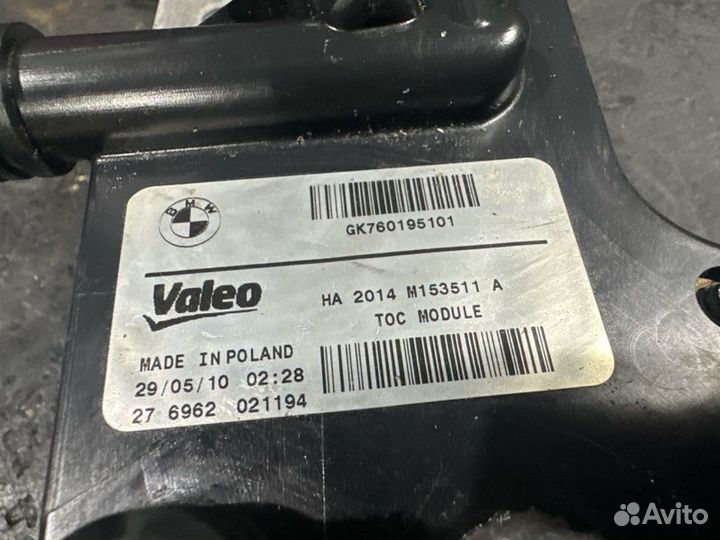 BMW
GK760195101
Valeo
HA 2014 M153511 A
TOC MODULE
MADE IN POLAND
29/05/10 02:28
27 6962 021194
Avito